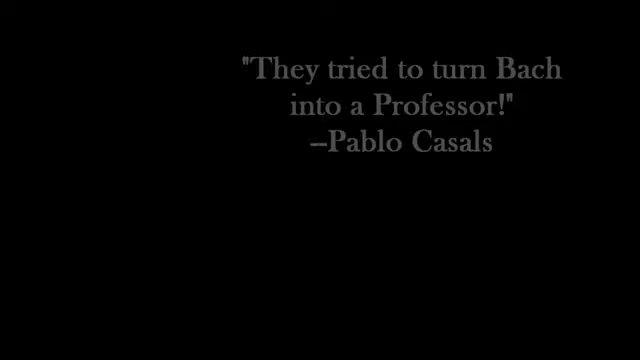 "They tried to turn Bach
into a Professor!"
–Pablo Casals